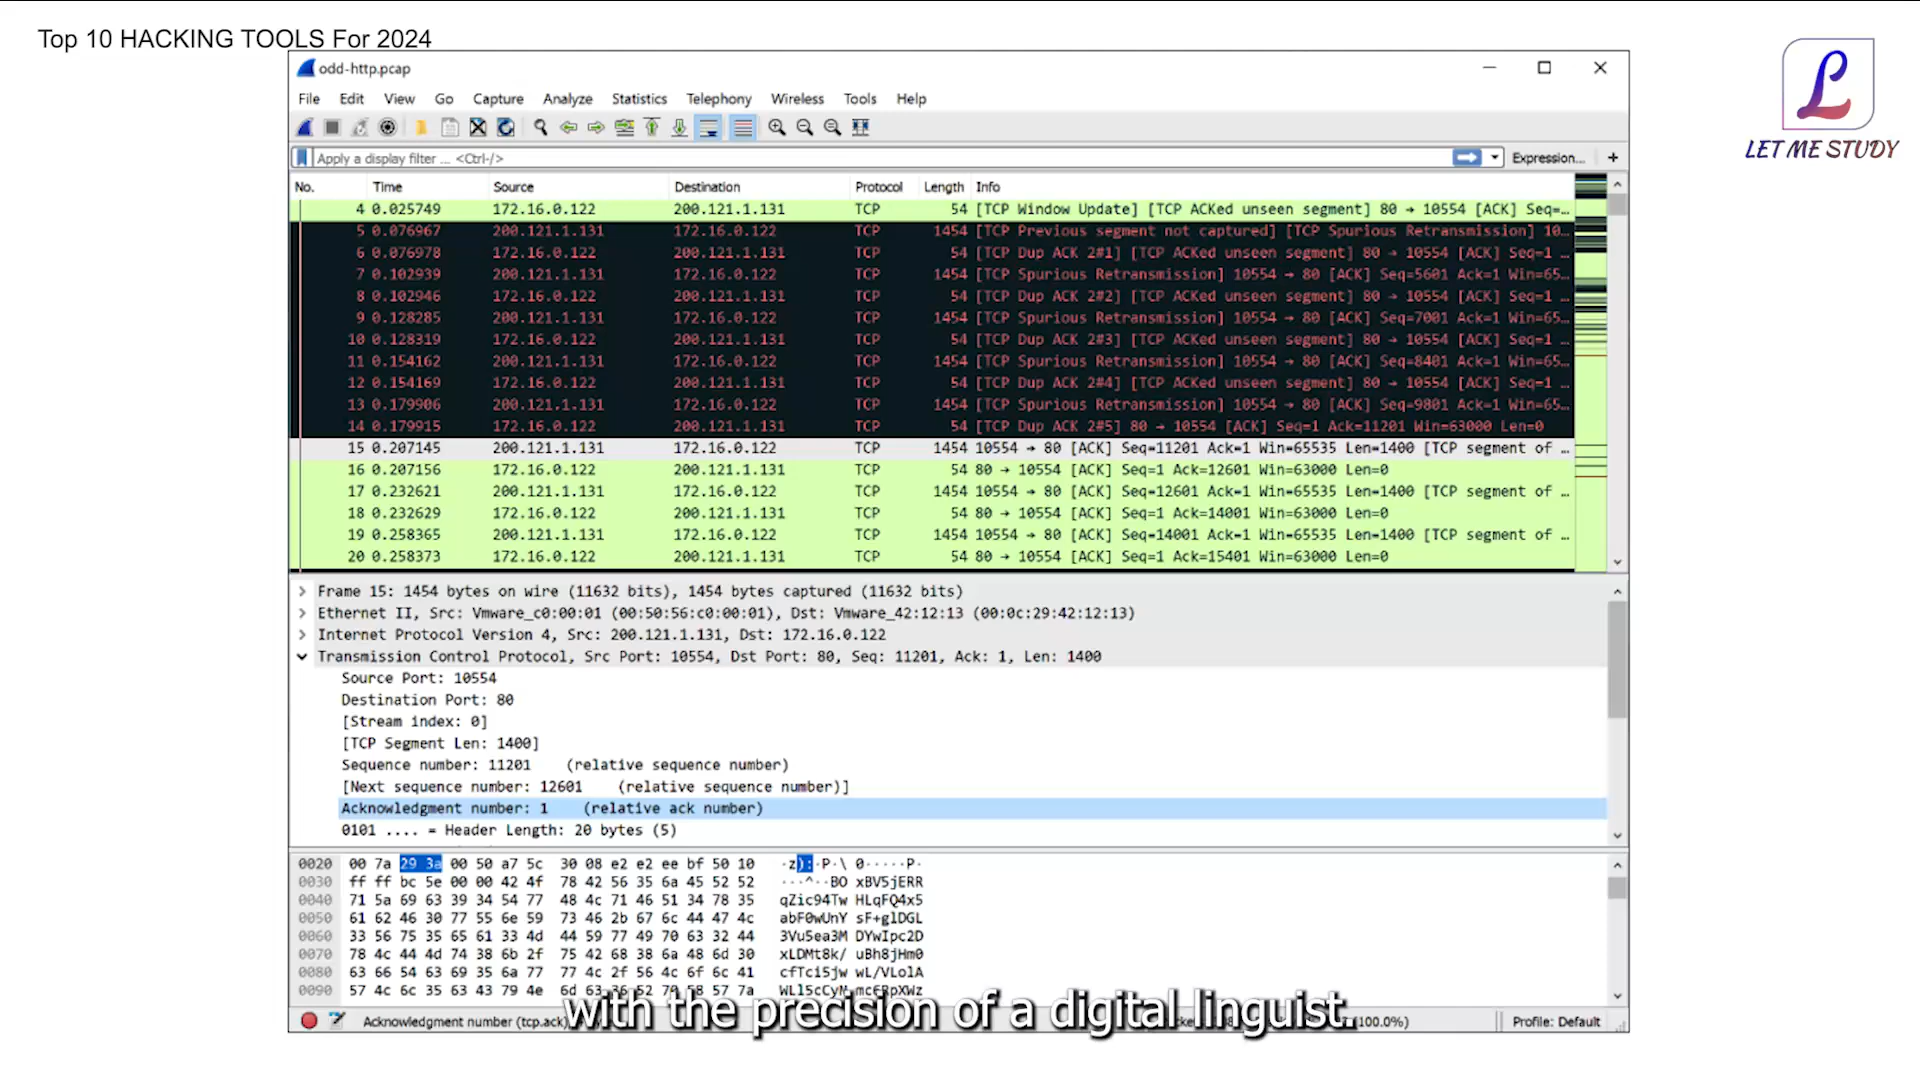 Top 10 HACKING TOOLS For 2024
LET ME STUDY
odd-http.pcap
File Edit View Go Capture Analyze Statistics Telephony Wireless Tools Help
Apply a display filter ... <Ctrl-/> Expression... +
No. Time Source Destination Protocol Length Info
4 0.025749 172.16.0.122 200.121.1.131 TCP 54 [TCP Window Update] [TCP ACKed unseen segment] 80 → 10554 [ACK] Seq=…
5 0.076967 200.121.1.131 172.16.0.122 TCP 1454 [TCP Previous segment not captured] [TCP Spurious Retransmission] 10…
6 0.076978 172.16.0.122 200.121.1.131 TCP 54 [TCP Dup ACK 2#1] [TCP ACKed unseen segment] 80 → 10554 [ACK] Seq=1 …
7 0.102939 200.121.1.131 172.16.0.122 TCP 1454 [TCP Spurious Retransmission] 10554 → 80 [ACK] Seq=5601 Ack=1 Win=65…
8 0.102946 172.16.0.122 200.121.1.131 TCP 54 [TCP Dup ACK 2#2] [TCP ACKed unseen segment] 80 → 10554 [ACK] Seq=1 …
9 0.128285 200.121.1.131 172.16.0.122 TCP 1454 [TCP Spurious Retransmission] 10554 → 80 [ACK] Seq=7001 Ack=1 Win=65…
10 0.128319 172.16.0.122 200.121.1.131 TCP 54 [TCP Dup ACK 2#3] [TCP ACKed unseen segment] 80 → 10554 [ACK] Seq=1 …
11 0.154162 200.121.1.131 172.16.0.122 TCP 1454 [TCP Spurious Retransmission] 10554 → 80 [ACK] Seq=8401 Ack=1 Win=65…
12 0.154169 172.16.0.122 200.121.1.131 TCP 54 [TCP Dup ACK 2#4] [TCP ACKed unseen segment] 80 → 10554 [ACK] Seq=1 …
13 0.179906 200.121.1.131 172.16.0.122 TCP 1454 [TCP Spurious Retransmission] 10554 → 80 [ACK] Seq=9801 Ack=1 Win=65…
14 0.179915 172.16.0.122 200.121.1.131 TCP 54 [TCP Dup ACK 2#5] 80 → 10554 [ACK] Seq=1 Ack=11201 Win=63000 Len=0
15 0.207145 200.121.1.131 172.16.0.122 TCP 1454 10554 → 80 [ACK] Seq=11201 Ack=1 Win=65535 Len=1400 [TCP segment of …
16 0.207156 172.16.0.122 200.121.1.131 TCP 54 80 → 10554 [ACK] Seq=1 Ack=12601 Win=63000 Len=0
17 0.232621 200.121.1.131 172.16.0.122 TCP 1454 10554 → 80 [ACK] Seq=12601 Ack=1 Win=65535 Len=1400 [TCP segment of …
18 0.232629 172.16.0.122 200.121.1.131 TCP 54 80 → 10554 [ACK] Seq=1 Ack=14001 Win=63000 Len=0
19 0.258365 200.121.1.131 172.16.0.122 TCP 1454 10554 → 80 [ACK] Seq=14001 Ack=1 Win=65535 Len=1400 [TCP segment of …
20 0.258373 172.16.0.122 200.121.1.131 TCP 54 80 → 10554 [ACK] Seq=1 Ack=15401 Win=63000 Len=0
Frame 15: 1454 bytes on wire (11632 bits), 1454 bytes captured (11632 bits)
Ethernet II, Src: Vmware_c0:00:01 (00:50:56:c0:00:01), Dst: Vmware_42:12:13 (00:0c:29:42:12:13)
Internet Protocol Version 4, Src: 200.121.1.131, Dst: 172.16.0.122
Transmission Control Protocol, Src Port: 10554, Dst Port: 80, Seq: 11201, Ack: 1, Len: 1400
Source Port: 10554
Destination Port: 80
[Stream index: 0]
[TCP Segment Len: 1400]
Sequence number: 11201 (relative sequence number)
[Next sequence number: 12601 (relative sequence number)]
Acknowledgment number: 1 (relative ack number)
0101 .... = Header Length: 20 bytes (5)
0020 00 7a 29 3a 00 50 a7 5c 30 08 e2 e2 ee bf 50 10 ·z):·P·\ 0·····P·
0030 ff ff bc 5e 00 00 42 4f 78 42 56 35 6a 45 52 52 ···^··BO xBV5jERR
0040 71 5a 69 63 39 34 54 77 48 4c 71 46 51 34 78 35 qZic94Tw HLqFQ4x5
0050 61 62 46 30 77 55 6e 59 73 46 2b 67 6c 44 47 4c abF0wUnY sF+glDGL
0060 33 56 75 35 65 61 33 4d 44 59 77 49 70 63 32 44 3Vu5ea3M DYwIpc2D
0070 78 4c 44 4d 74 38 6b 2f 75 42 68 38 6a 48 6d 30 xLDMt8k/ uBh8jHm0
0080 63 66 54 63 69 35 6a 77 77 4c 2f 56 4c 6f 6c 41 cfTci5jw wL/VLolA
0090 57 4c 6c 35 63 43 79 4e 6d 63 36 52 70 58 57 7a WLl5cCyN mc6RpXWz
with the precision of a digital linguist.
Acknowledgment number (tcp.ack) (100.0%) Profile: Default